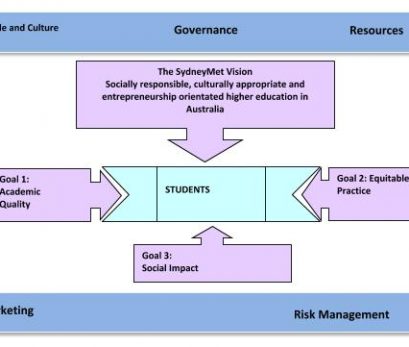 le and Culture
Governance
Resources
The SydneyMet Vision
Socially responsible, culturally appropriate and
entrepreneurship orientated higher education in
Australia
Goal 1:
Academic
Quality
STUDENTS
Goal 2: Equitable
Practice
Goal 3:
Social Impact
rketing
Risk Management